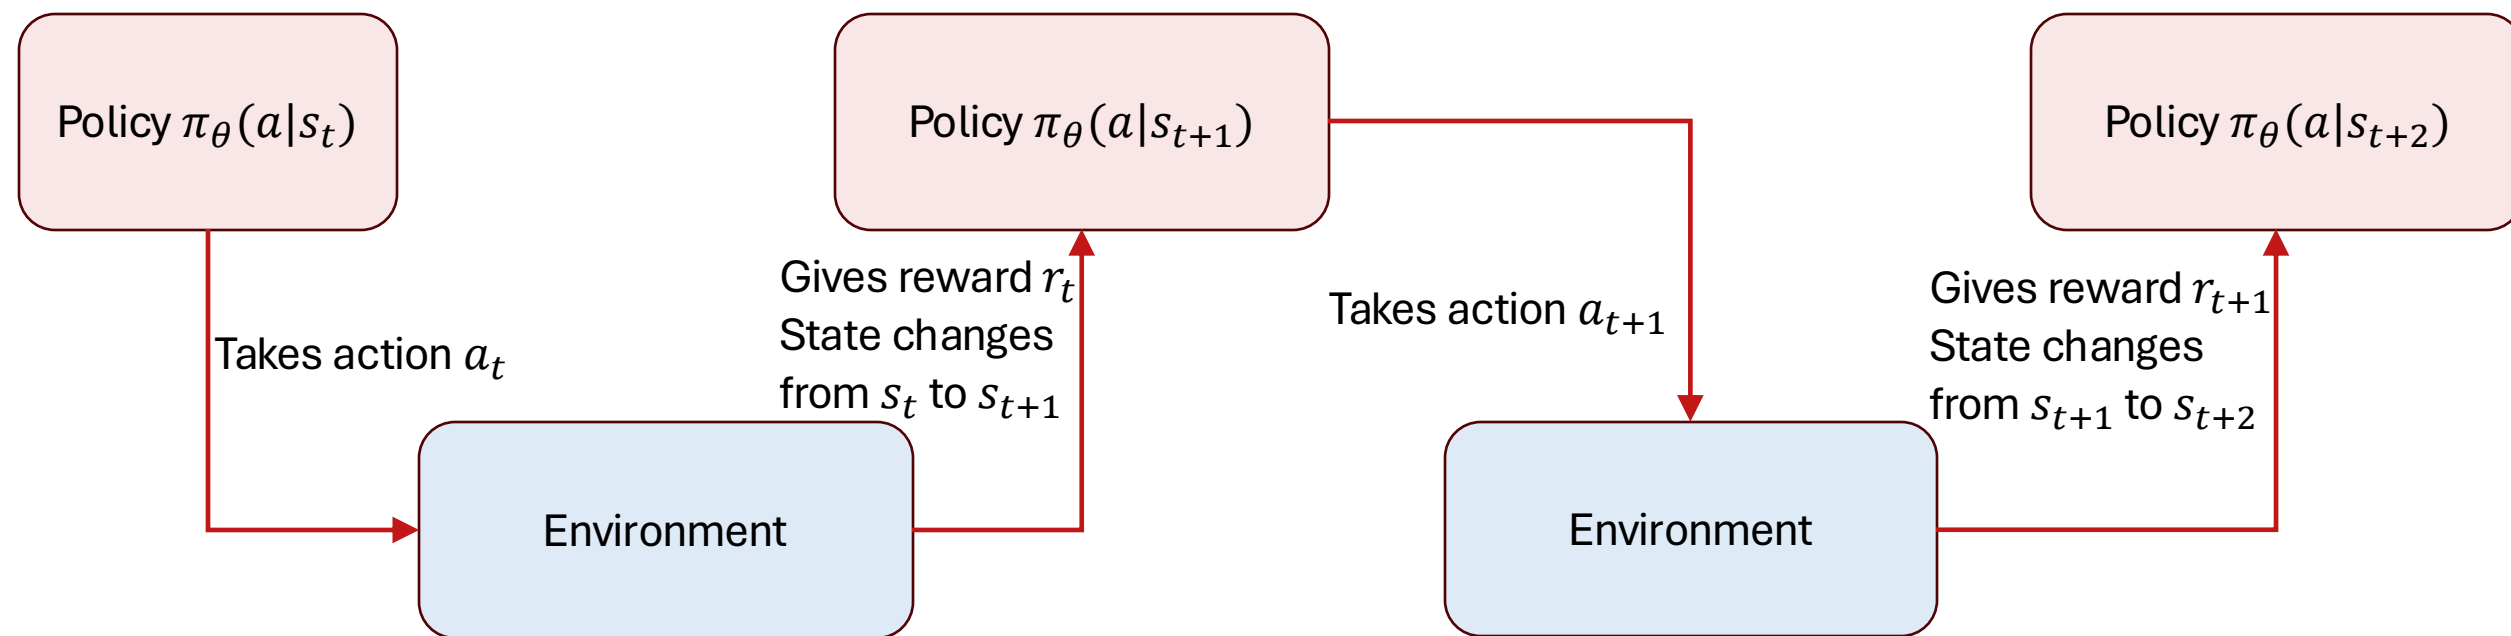 Policy π_θ(a|s_t)
Policy π_θ(a|s_{t+1})
Policy π_θ(a|s_{t+2})
Takes action a_t
Gives reward r_t
State changes
from s_t to s_{t+1}
Takes action a_{t+1}
Gives reward r_{t+1}
State changes
from s_{t+1} to s_{t+2}
Environment
Environment